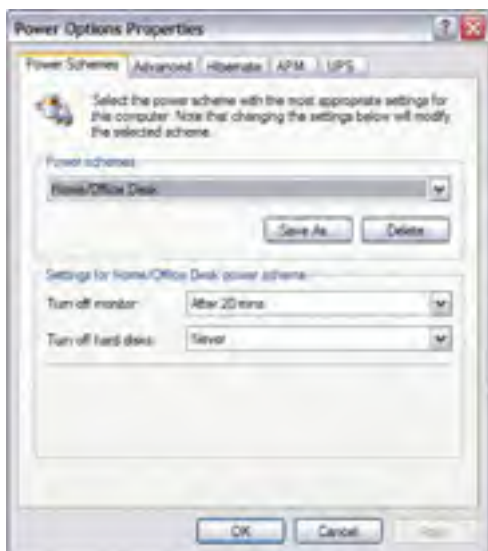 Power Options Properties
Power Schemes Advanced Hibernate APM UPS
Select the power scheme with the most appropriate settings for
this computer. Note that changing the settings below will modify
the selected scheme.
Power schemes
Home/Office Desk
Save As Delete
Settings for Home/Office Desk power scheme
Turn off monitor: After 20 mins
Turn off hard disks: Never
OK Cancel Apply